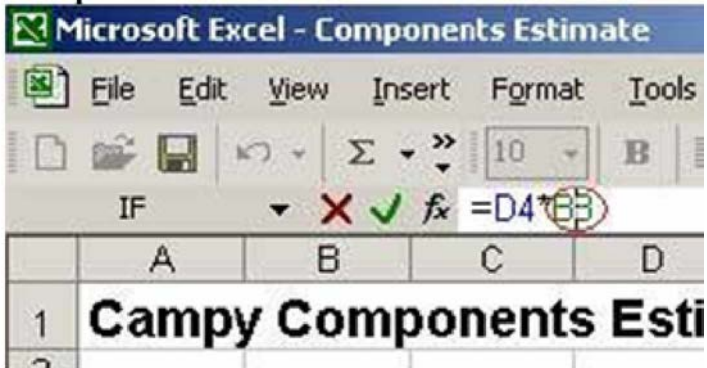 Microsoft Excel - Components Estimate
File Edit View Insert Format Tools
Σ » 10 B
IF fx =D4*B3
A B C D
1 Campy Components Esti
2